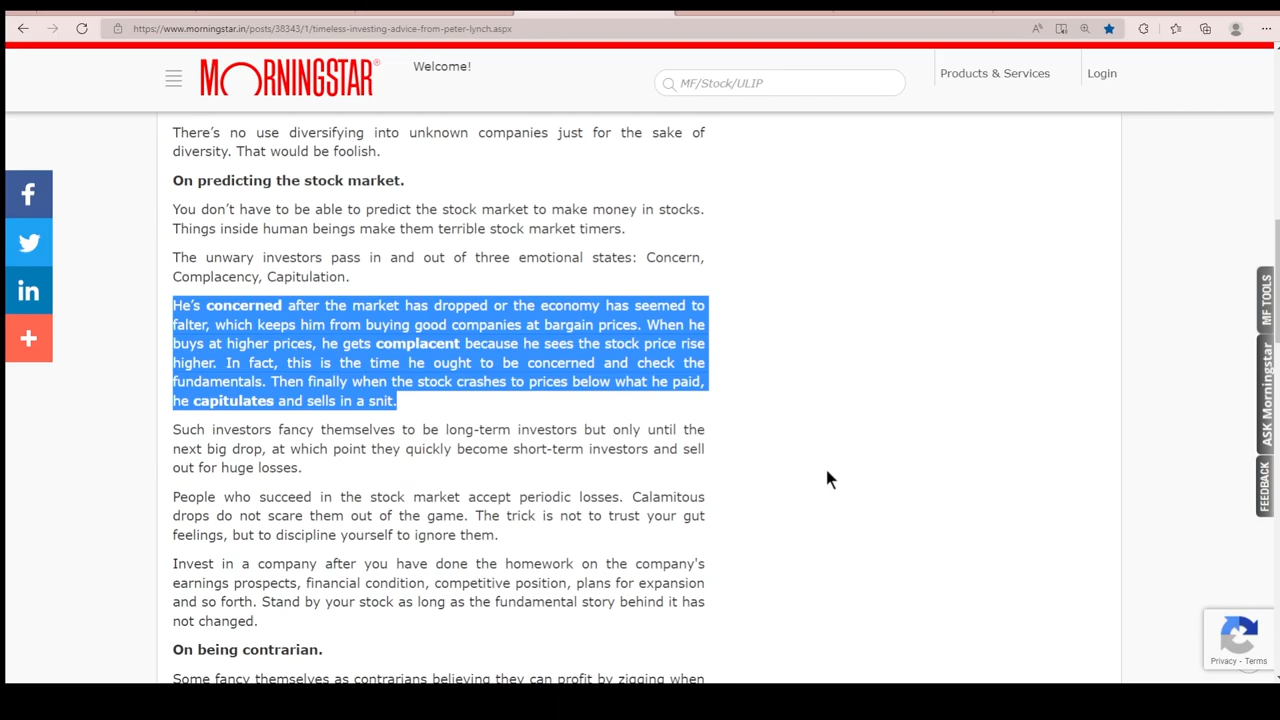 https://www.morningstar.in/posts/38343/1/timeless-investing-advice-from-peter-lynch.aspx
MORNINGSTAR®
Welcome!
MF/Stock/ULIP
Products & Services
Login
There’s no use diversifying into unknown companies just for the sake of
diversity. That would be foolish.
On predicting the stock market.
You don’t have to be able to predict the stock market to make money in stocks.
Things inside human beings make them terrible stock market timers.
The unwary investors pass in and out of three emotional states: Concern,
Complacency, Capitulation.
He’s concerned after the market has dropped or the economy has seemed to
falter, which keeps him from buying good companies at bargain prices. When he
buys at higher prices, he gets complacent because he sees the stock price rise
higher. In fact, this is the time he ought to be concerned and check the
fundamentals. Then finally when the stock crashes to prices below what he paid,
he capitulates and sells in a snit.
Such investors fancy themselves to be long-term investors but only until the
next big drop, at which point they quickly become short-term investors and sell
out for huge losses.
People who succeed in the stock market accept periodic losses. Calamitous
drops do not scare them out of the game. The trick is not to trust your gut
feelings, but to discipline yourself to ignore them.
Invest in a company after you have done the homework on the company's
earnings prospects, financial condition, competitive position, plans for expansion
and so forth. Stand by your stock as long as the fundamental story behind it has
not changed.
On being contrarian.
Some fancy themselves as contrarians believing they can profit by zigging when
MF TOOLS
ASK Morningstar
FEEDBACK
Privacy - Terms